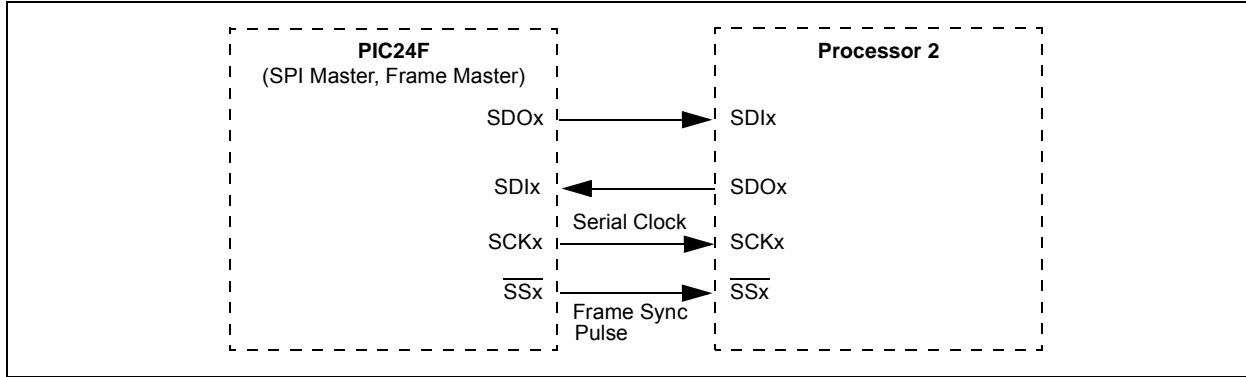 PIC24F
(SPI Master, Frame Master)
Processor 2
SDOx
SDIx
SDIx
SDOx
Serial Clock
SCKx
SCKx
SSx
SSx
Frame Sync
Pulse